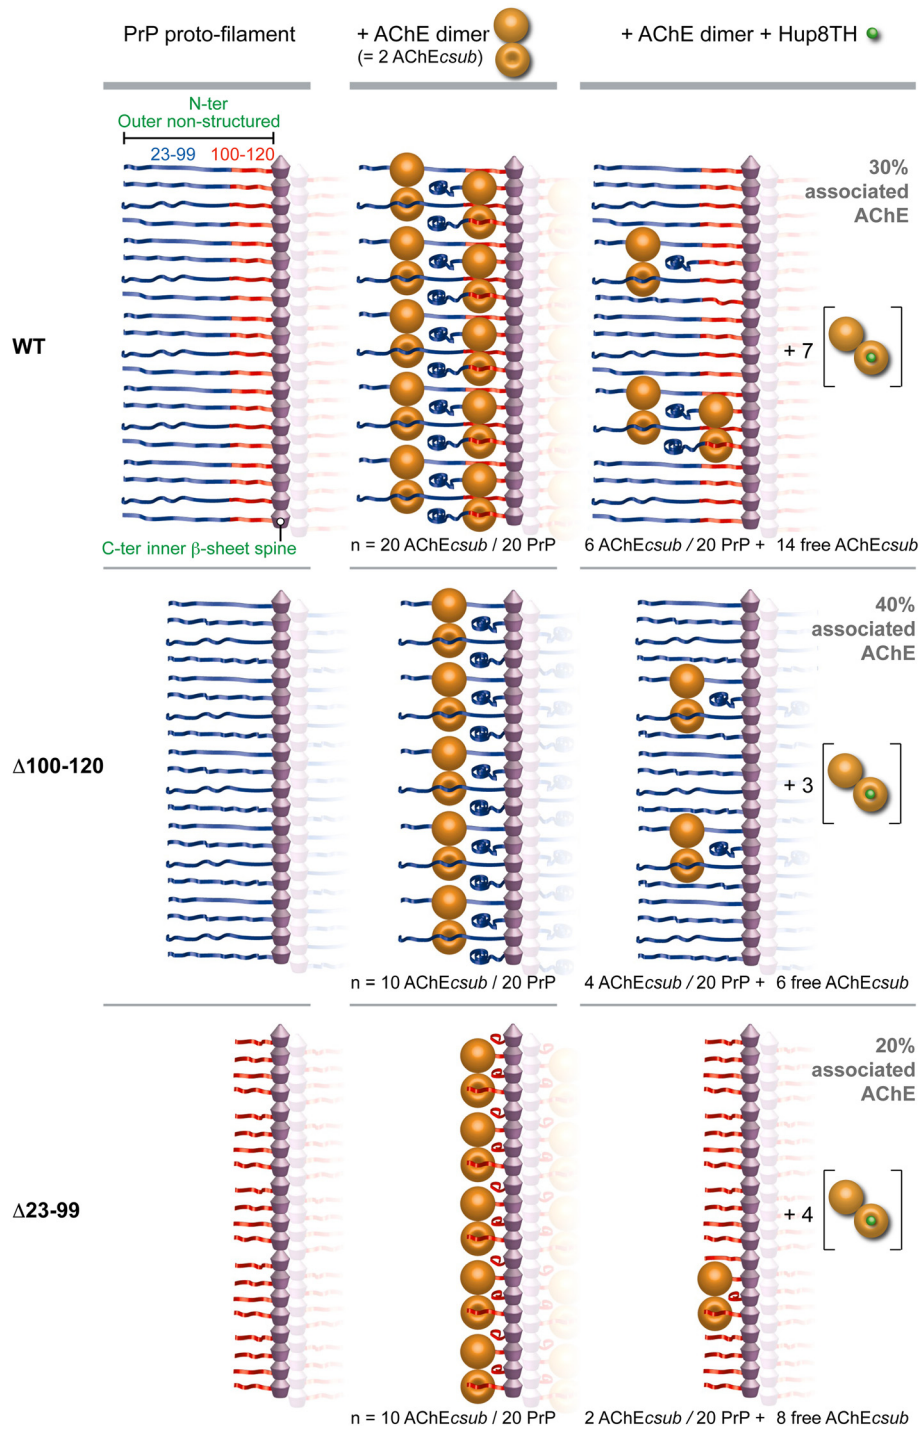 PrP proto-filament
+ AChE dimer
(= 2 AChEcsub)
+ AChE dimer + Hup8TH
N-ter
Outer non-structured
23-99 100-120
30%
associated
AChE
WT
+ 7
C-ter inner β-sheet spine
n = 20 AChEcsub / 20 PrP
6 AChEcsub / 20 PrP + 14 free AChEcsub
40%
associated
AChE
Δ100-120
+ 3
n = 10 AChEcsub / 20 PrP
4 AChEcsub / 20 PrP + 6 free AChEcsub
20%
associated
AChE
Δ23-99
+ 4
n = 10 AChEcsub / 20 PrP
2 AChEcsub / 20 PrP + 8 free AChEcsub